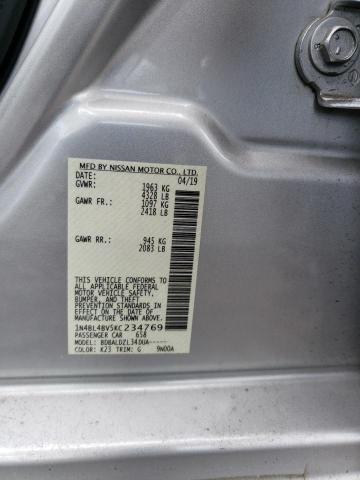 MFD BY NISSAN MOTOR CO., LTD.
DATE: 04/19
GVWR: 1963 KG
4328 LB
GAWR FR: 1097 KG
2418 LB
GAWR RR: 945 KG
2083 LB
THIS VEHICLE CONFORMS TO ALL
APPLICABLE FEDERAL MOTOR
VEHICLE SAFETY,
BUMPER, AND THEFT PREVENTION
STANDARDS IN EFFECT ON THE
DATE OF MANUFACTURE SHOWN ABOVE.
1N4BL4BV5KC234769
PASSENGER CAR 658
MODEL: BDBALDZL34DUA-----
COLOR: K23 TRIM: G 9N00A